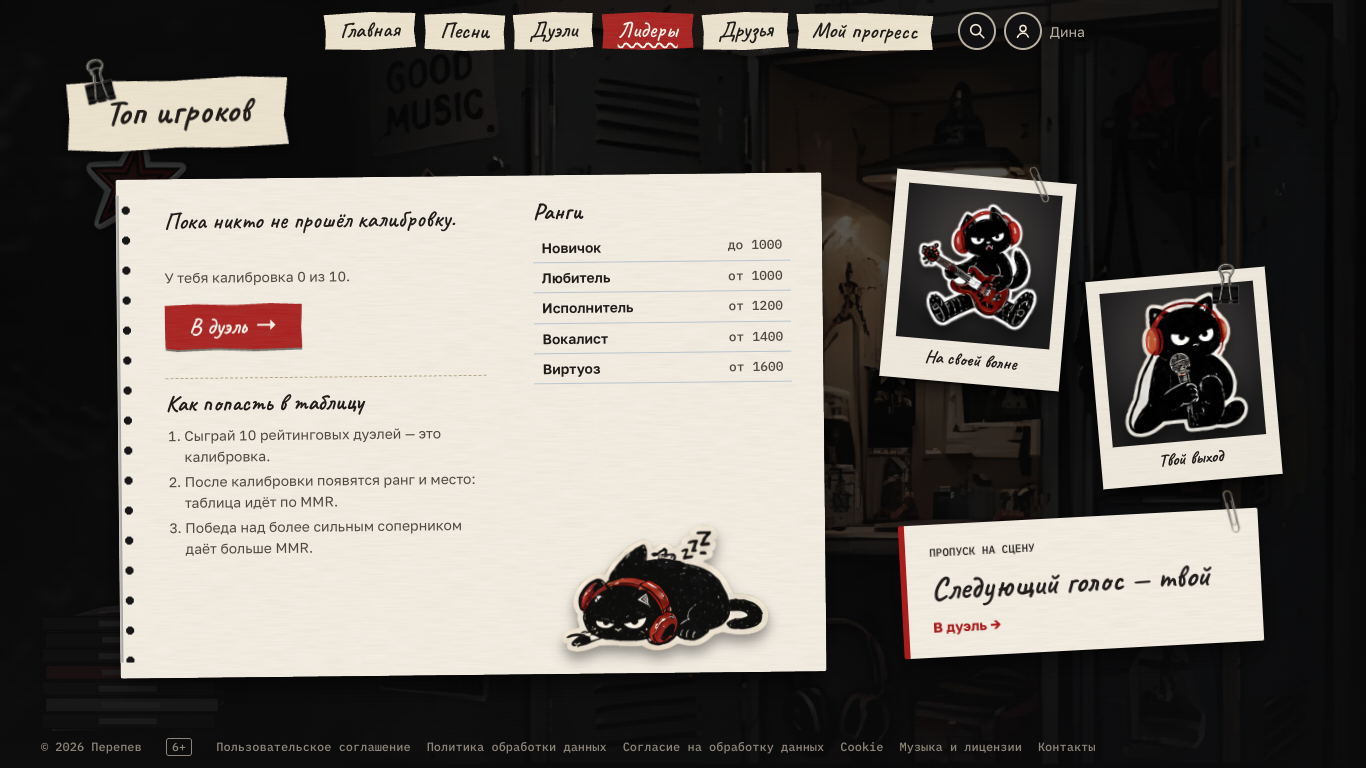 Главная Песни Дуэли Лидеры Друзья Мой прогресс Дина
GOOD
MUSIC
Топ игроков
Пока никто не прошёл калибровку.
У тебя калибровка 0 из 10.
В дуэль →
Как попасть в таблицу
1. Сыграй 10 рейтинговых дуэлей — это
калибровка.
2. После калибровки появятся ранг и место:
таблица идёт по MMR.
3. Победа над более сильным соперником
даёт больше MMR.
Ранги
Новичок до 1000
Любитель от 1000
Исполнитель от 1200
Вокалист от 1400
Виртуоз от 1600
zzz
На своей волне
Твой выход
ПРОПУСК НА СЦЕНУ
Следующий голос — твой
В дуэль →
© 2026 Перепев 6+ Пользовательское соглашение Политика обработки данных Согласие на обработку данных Cookie Музыка и лицензии Контакты